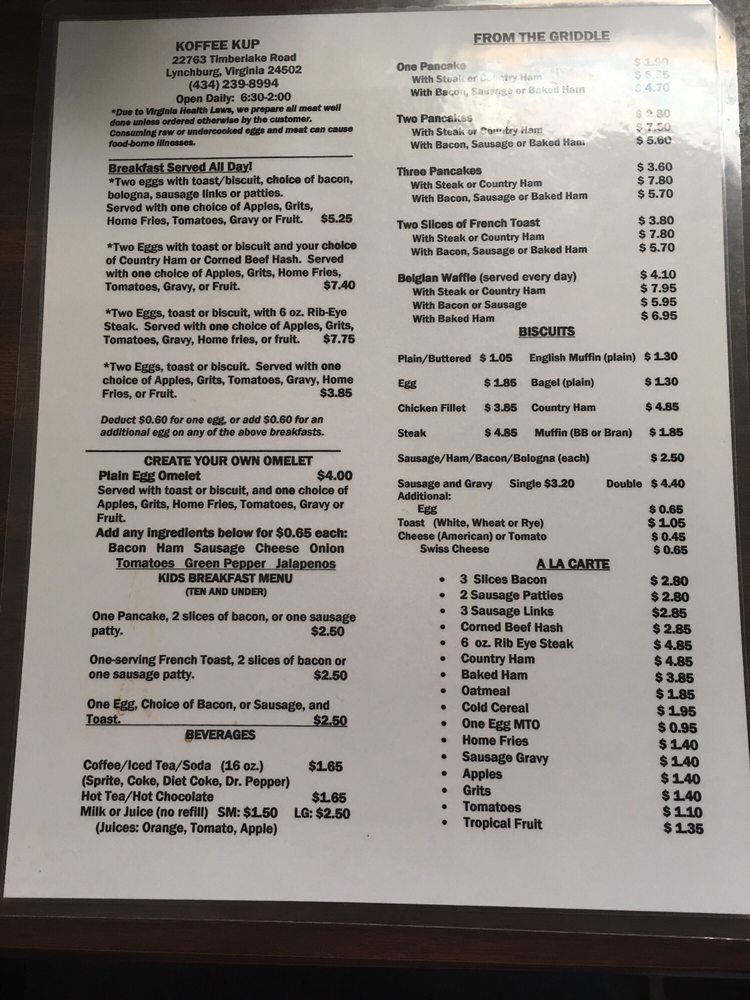 KOFFEE KUP
22763 Timberlake Road
Lynchburg, Virginia 24502
(434) 239-8994
Open Daily: 6:30-2:00
*Due to Virginia Health Laws, we prepare all meat well
done unless ordered otherwise by the customer.
Consuming raw or undercooked eggs and meat can cause
food-borne illnesses.
Breakfast Served All Day!
*Two eggs with toast/biscuit, choice of bacon,
bologna, sausage links or patties.
Served with one choice of Apples, Grits,
Home Fries, Tomatoes, Gravy or Fruit. $5.25
*Two Eggs with toast or biscuit and your choice
of Country Ham or Corned Beef Hash. Served
with one choice of Apples, Grits, Home Fries,
Tomatoes, Gravy, or Fruit. $7.40
*Two Eggs, toast or biscuit, with 6 oz. Rib-Eye
Steak. Served with one choice of Apples, Grits,
Tomatoes, Gravy, Home fries, or fruit. $7.75
*Two Eggs, toast or biscuit. Served with one
choice of Apples, Grits, Tomatoes, Gravy, Home
Fries, or Fruit. $3.85
Deduct $0.60 for one egg, or add $0.60 for an
additional egg on any of the above breakfasts.
CREATE YOUR OWN OMELET
Plain Egg Omelet $4.00
Served with toast or biscuit, and one choice of
Apples, Grits, Home Fries, Tomatoes, Gravy or
Fruit.
Add any ingredients below for $0.65 each:
Bacon Ham Sausage Cheese Onion
Tomatoes Green Pepper Jalapenos
KIDS BREAKFAST MENU
(TEN AND UNDER)
One Pancake, 2 slices of bacon, or one sausage
patty. $2.50
One-serving French Toast, 2 slices of bacon or
one sausage patty. $2.50
One Egg, Choice of Bacon, or Sausage, and
Toast. $2.50
BEVERAGES
Coffee/Iced Tea/Soda (16 oz.) $1.65
(Sprite, Coke, Diet Coke, Dr. Pepper)
Hot Tea/Hot Chocolate $1.65
Milk or Juice (no refill) SM: $1.50 LG: $2.50
(Juices: Orange, Tomato, Apple)
FROM THE GRIDDLE
One Pancake $ 1.90
With Steak or Country Ham
With Bacon, Sausage or Baked Ham $ 4.70
Two Pancakes $ 2.80
With Steak or Country Ham $ 7.50
With Bacon, Sausage or Baked Ham $ 5.60
Three Pancakes $ 3.60
With Steak or Country Ham $ 7.80
With Bacon, Sausage or Baked Ham $ 5.70
Two Slices of French Toast $ 3.80
With Steak or Country Ham $ 7.80
With Bacon, Sausage or Baked Ham $ 5.70
Belgian Waffle (served every day) $ 4.10
With Steak or Country Ham $ 7.95
With Bacon or Sausage $ 5.95
With Baked Ham $ 6.95
BISCUITS
Plain/Buttered $ 1.05 English Muffin (plain) $ 1.30
Egg $ 1.85 Bagel (plain) $ 1.30
Chicken Fillet $ 3.85 Country Ham $ 4.85
Steak $ 4.85 Muffin (BB or Bran) $ 1.85
Sausage/Ham/Bacon/Bologna (each) $ 2.50
Sausage and Gravy Single $3.20 Double $ 4.40
Additional:
Egg $ 0.65
Toast (White, Wheat or Rye) $ 1.05
Cheese (American) or Tomato $ 0.45
Swiss Cheese $ 0.65
A LA CARTE
• 3 Slices Bacon $ 2.80
• 2 Sausage Patties $ 2.80
• 3 Sausage Links $2.85
• Corned Beef Hash $ 2.85
• 6 oz. Rib Eye Steak $ 4.85
• Country Ham $ 4.85
• Baked Ham $ 3.85
• Oatmeal $ 1.85
• Cold Cereal $ 1.95
• One Egg MTO $ 0.95
• Home Fries $ 1.40
• Sausage Gravy $ 1.40
• Apples $ 1.40
• Grits $ 1.40
• Tomatoes $ 1.10
• Tropical Fruit $ 1.35